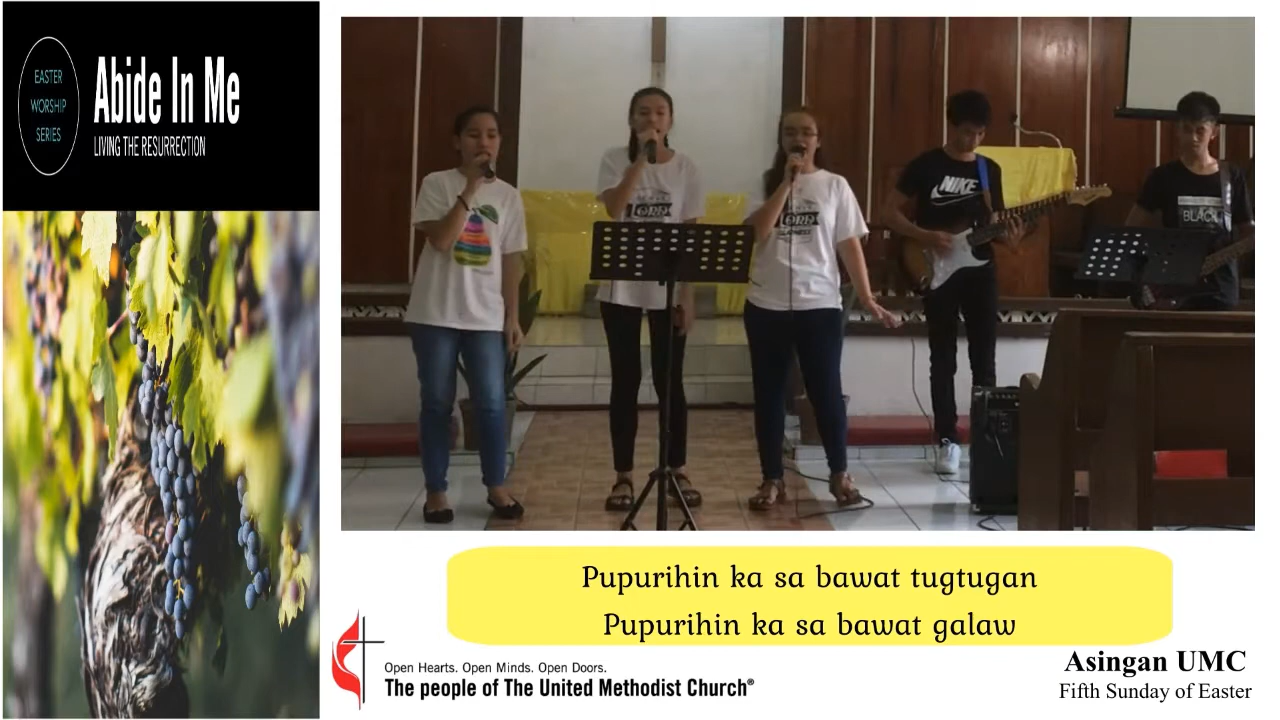 EASTER
WORSHIP
SERIES
Abide In Me
LIVING THE RESURRECTION
LORD
LORD
NIKE
BLACK
Pupurihin ka sa bawat tugtugan
Pupurihin ka sa bawat galaw
Open Hearts. Open Minds. Open Doors.
The people of The United Methodist Church®
Asingan UMC
Fifth Sunday of Easter